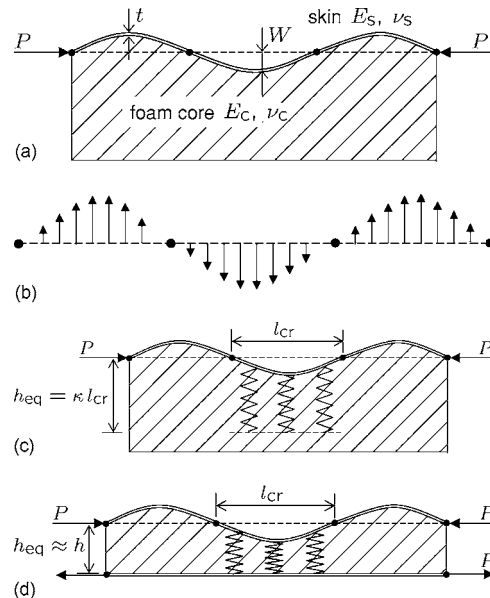 t
skin E_S, ν_S
P
W
P
foam core E_C, ν_C
(a)
(b)
l_cr
P
P
h_eq = κ l_cr
(c)
l_cr
P
P
h_eq ≈ h
P
(d)